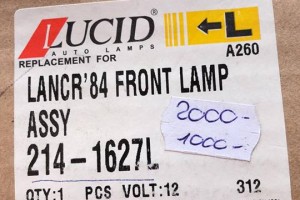 LUCID
AUTO LAMPS
L
REPLACEMENT FOR
A260
LANCR'84 FRONT LAMP
ASSY
2000-
1000-
214-1627L
QTY:1 PCS VOLT:12 312